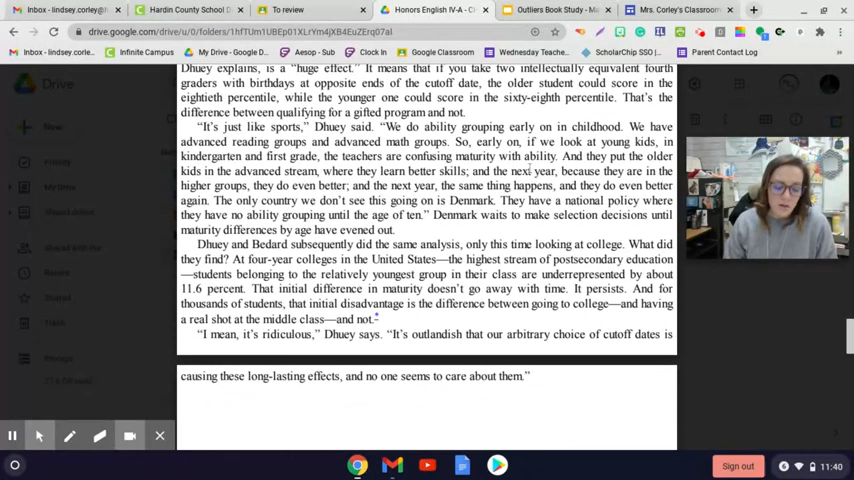 Inbox - lindsey.corley@
Hardin County School D
To review
Honors English IV-A - C
Outliers Book Study - M
Mrs. Corley's Classroom
drive.google.com/drive/u/0/folders/1hfTUm1UBEp01XLrYm1jXB4EuZErq07al
Inbox - lindsey.corl...
Infinite Campus
My Drive - Google...
Aesop - Sub
Clock In
Google Classroom
Wednesday Teache...
ScholarChip SSO |...
Parent Contact Log
Drive
New
Priority
My Drive
Shared drives
Shared with me
Recent
Starred
Trash
Storage
Dhuey explains, is a “huge effect.” It means that if you take two intellectually equivalent fourth
graders with birthdays at opposite ends of the cutoff date, the older student could score in the
eightieth percentile, while the younger one could score in the sixty-eighth percentile. That’s the
difference between qualifying for a gifted program and not.
“It’s just like sports,” Dhuey said. “We do ability grouping early on in childhood. We have
advanced reading groups and advanced math groups. So, early on, if we look at young kids, in
kindergarten and first grade, the teachers are confusing maturity with ability. And they put the older
kids in the advanced stream, where they learn better skills; and the next year, because they are in the
higher groups, they do even better; and the next year, the same thing happens, and they do even better
again. The only country we don’t see this going on is Denmark. They have a national policy where
they have no ability grouping until the age of ten.” Denmark waits to make selection decisions until
maturity differences by age have evened out.
Dhuey and Bedard subsequently did the same analysis, only this time looking at college. What did
they find? At four-year colleges in the United States—the highest stream of postsecondary education
—students belonging to the relatively youngest group in their class are underrepresented by about
11.6 percent. That initial difference in maturity doesn’t go away with time. It persists. And for
thousands of students, that initial disadvantage is the difference between going to college—and having
a real shot at the middle class—and not.*
“I mean, it’s ridiculous,” Dhuey says. “It’s outlandish that our arbitrary choice of cutoff dates is
causing these long-lasting effects, and no one seems to care about them.”
Sign out
11:40